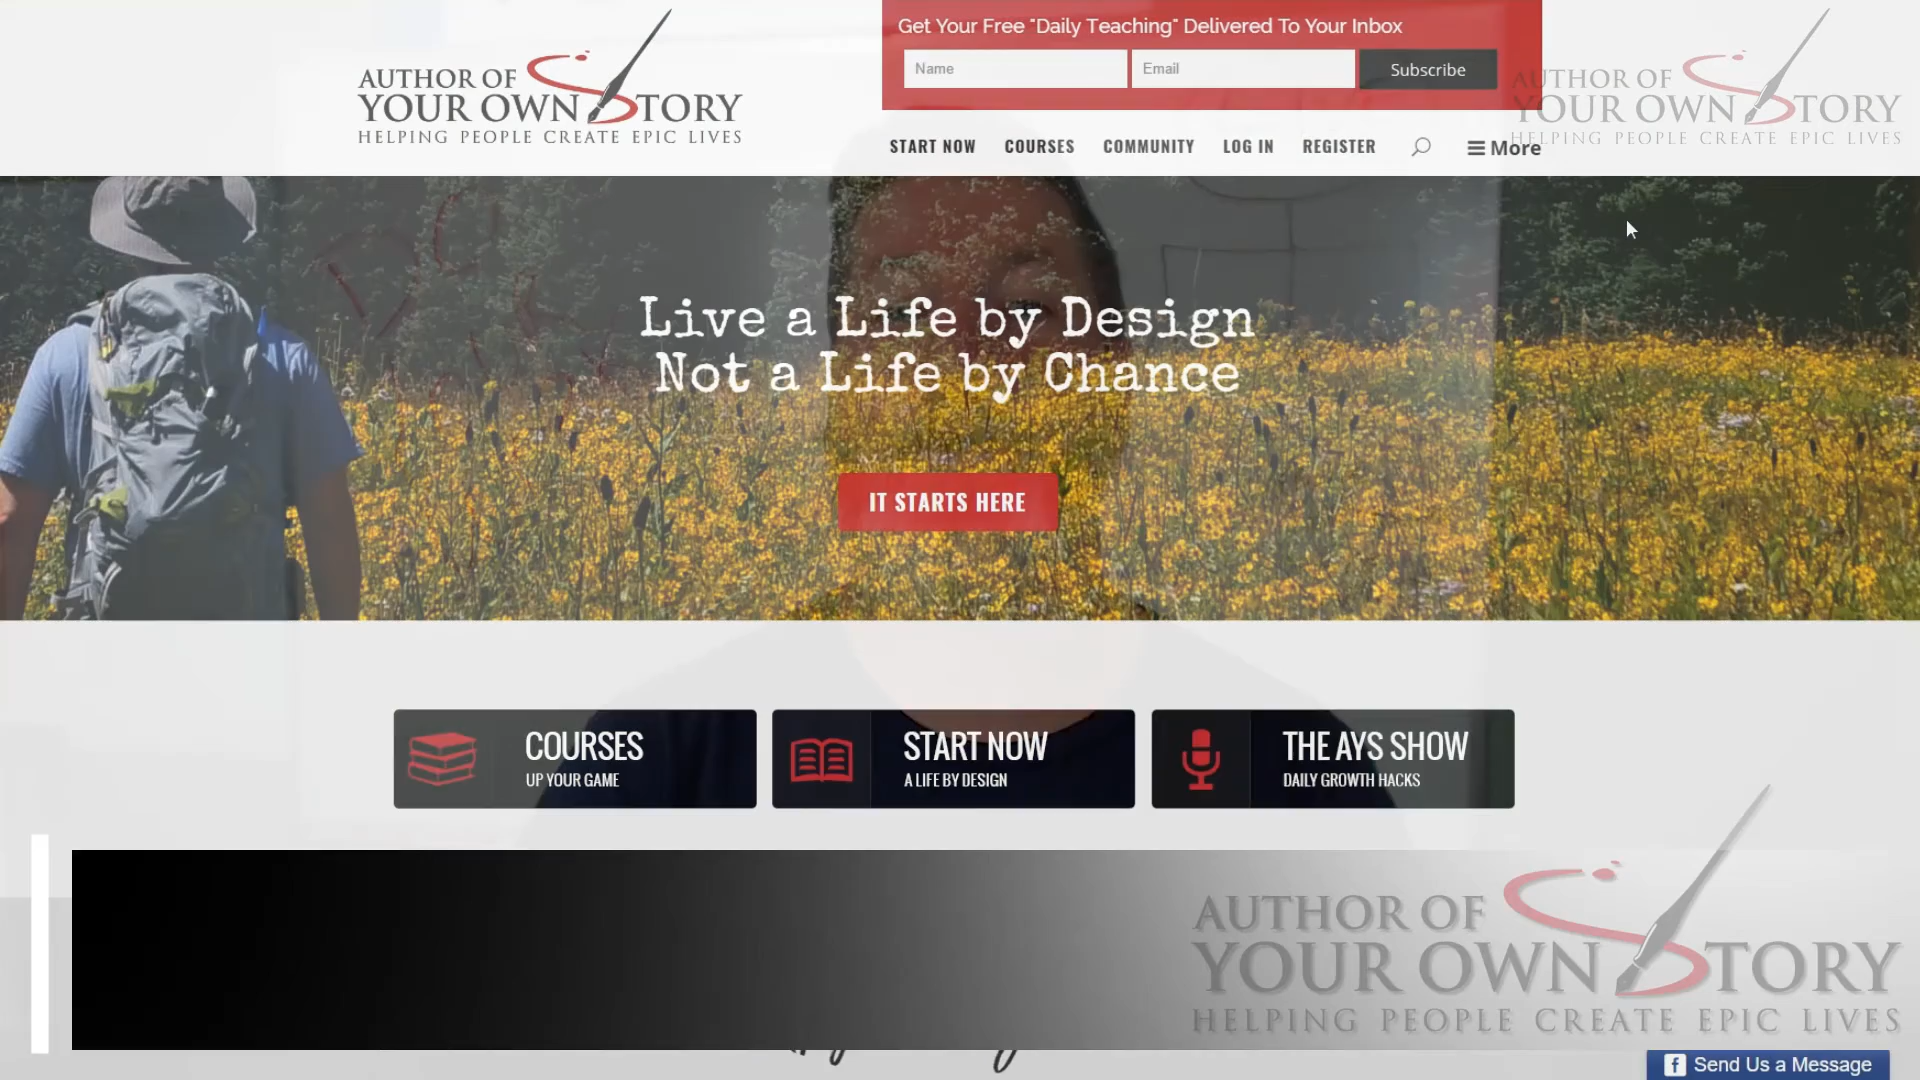 Get Your Free "Daily Teaching" Delivered To Your Inbox
Name
Email
Subscribe
AUTHOR OF
YOUR OWN STORY
HELPING PEOPLE CREATE EPIC LIVES
AUTHOR OF
YOUR OWN STORY
HELPING PEOPLE CREATE EPIC LIVES
START NOW
COURSES
COMMUNITY
LOG IN
REGISTER
More
Live a Life by Design
Not a Life by Chance
IT STARTS HERE
COURSES
UP YOUR GAME
START NOW
A LIFE BY DESIGN
THE AYS SHOW
DAILY GROWTH HACKS
AUTHOR OF
YOUR OWN STORY
HELPING PEOPLE CREATE EPIC LIVES
Send Us a Message